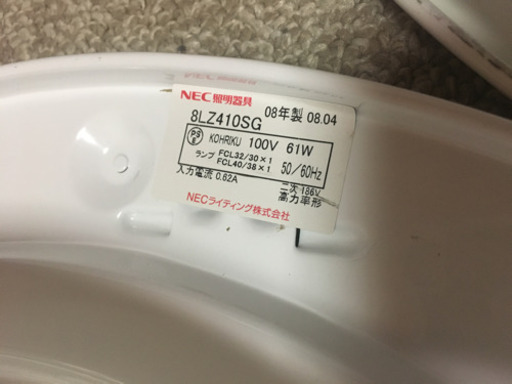 NEC照明器具
08年製 08.04
8LZ410SG
PS E KOHRIKU 100V 61W
ランプ FCL32/30×1
FCL40/38×1
50/60Hz
入力電流 0.62A
二次 186V
高力率形
NECライティング株式会社